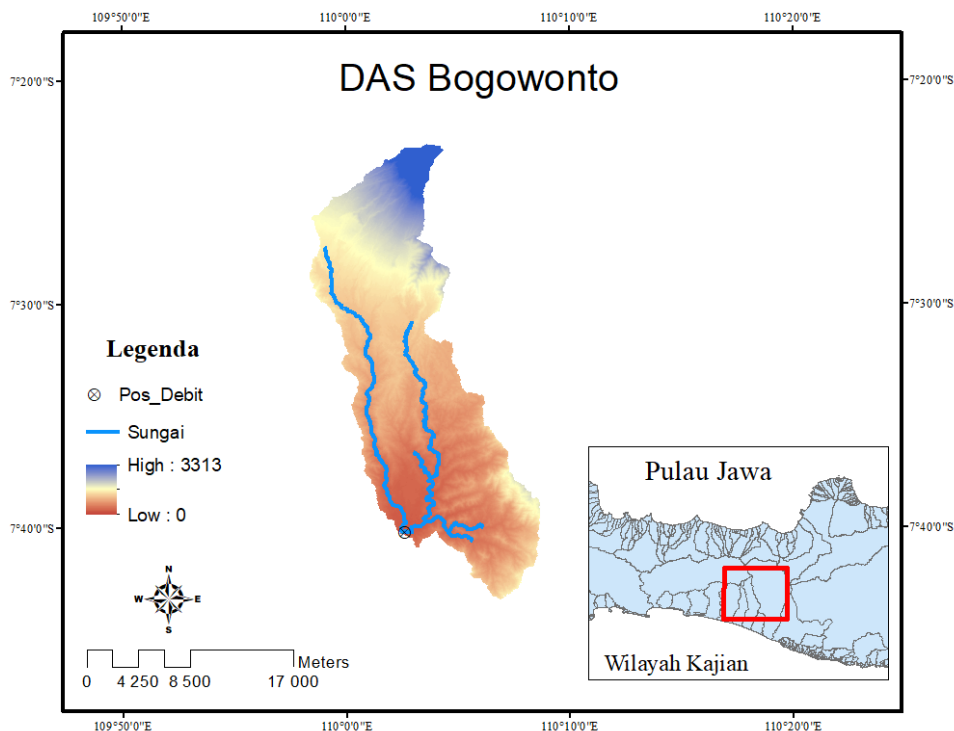 109°50'0"E 110°0'0"E 110°10'0"E 110°20'0"E
DAS Bogowonto
7°20'0"S 7°20'0"S
7°30'0"S 7°30'0"S
Legenda
Pos_Debit
Sungai
High : 3313
Low : 0
Pulau Jawa
7°40'0"S 7°40'0"S
N
W E
S
Meters
0 4 250 8 500 17 000
Wilayah Kajian
109°50'0"E 110°0'0"E 110°10'0"E 110°20'0"E